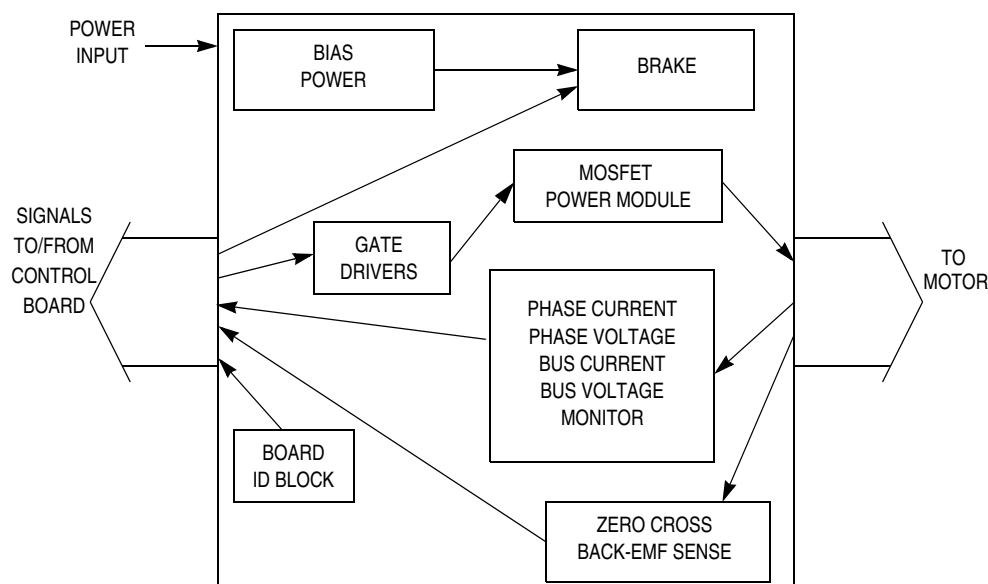 POWER
INPUT
BIAS
POWER
BRAKE
MOSFET
POWER MODULE
SIGNALS
TO/FROM
CONTROL
BOARD
GATE
DRIVERS
TO
MOTOR
PHASE CURRENT
PHASE VOLTAGE
BUS CURRENT
BUS VOLTAGE
MONITOR
BOARD
ID BLOCK
ZERO CROSS
BACK-EMF SENSE